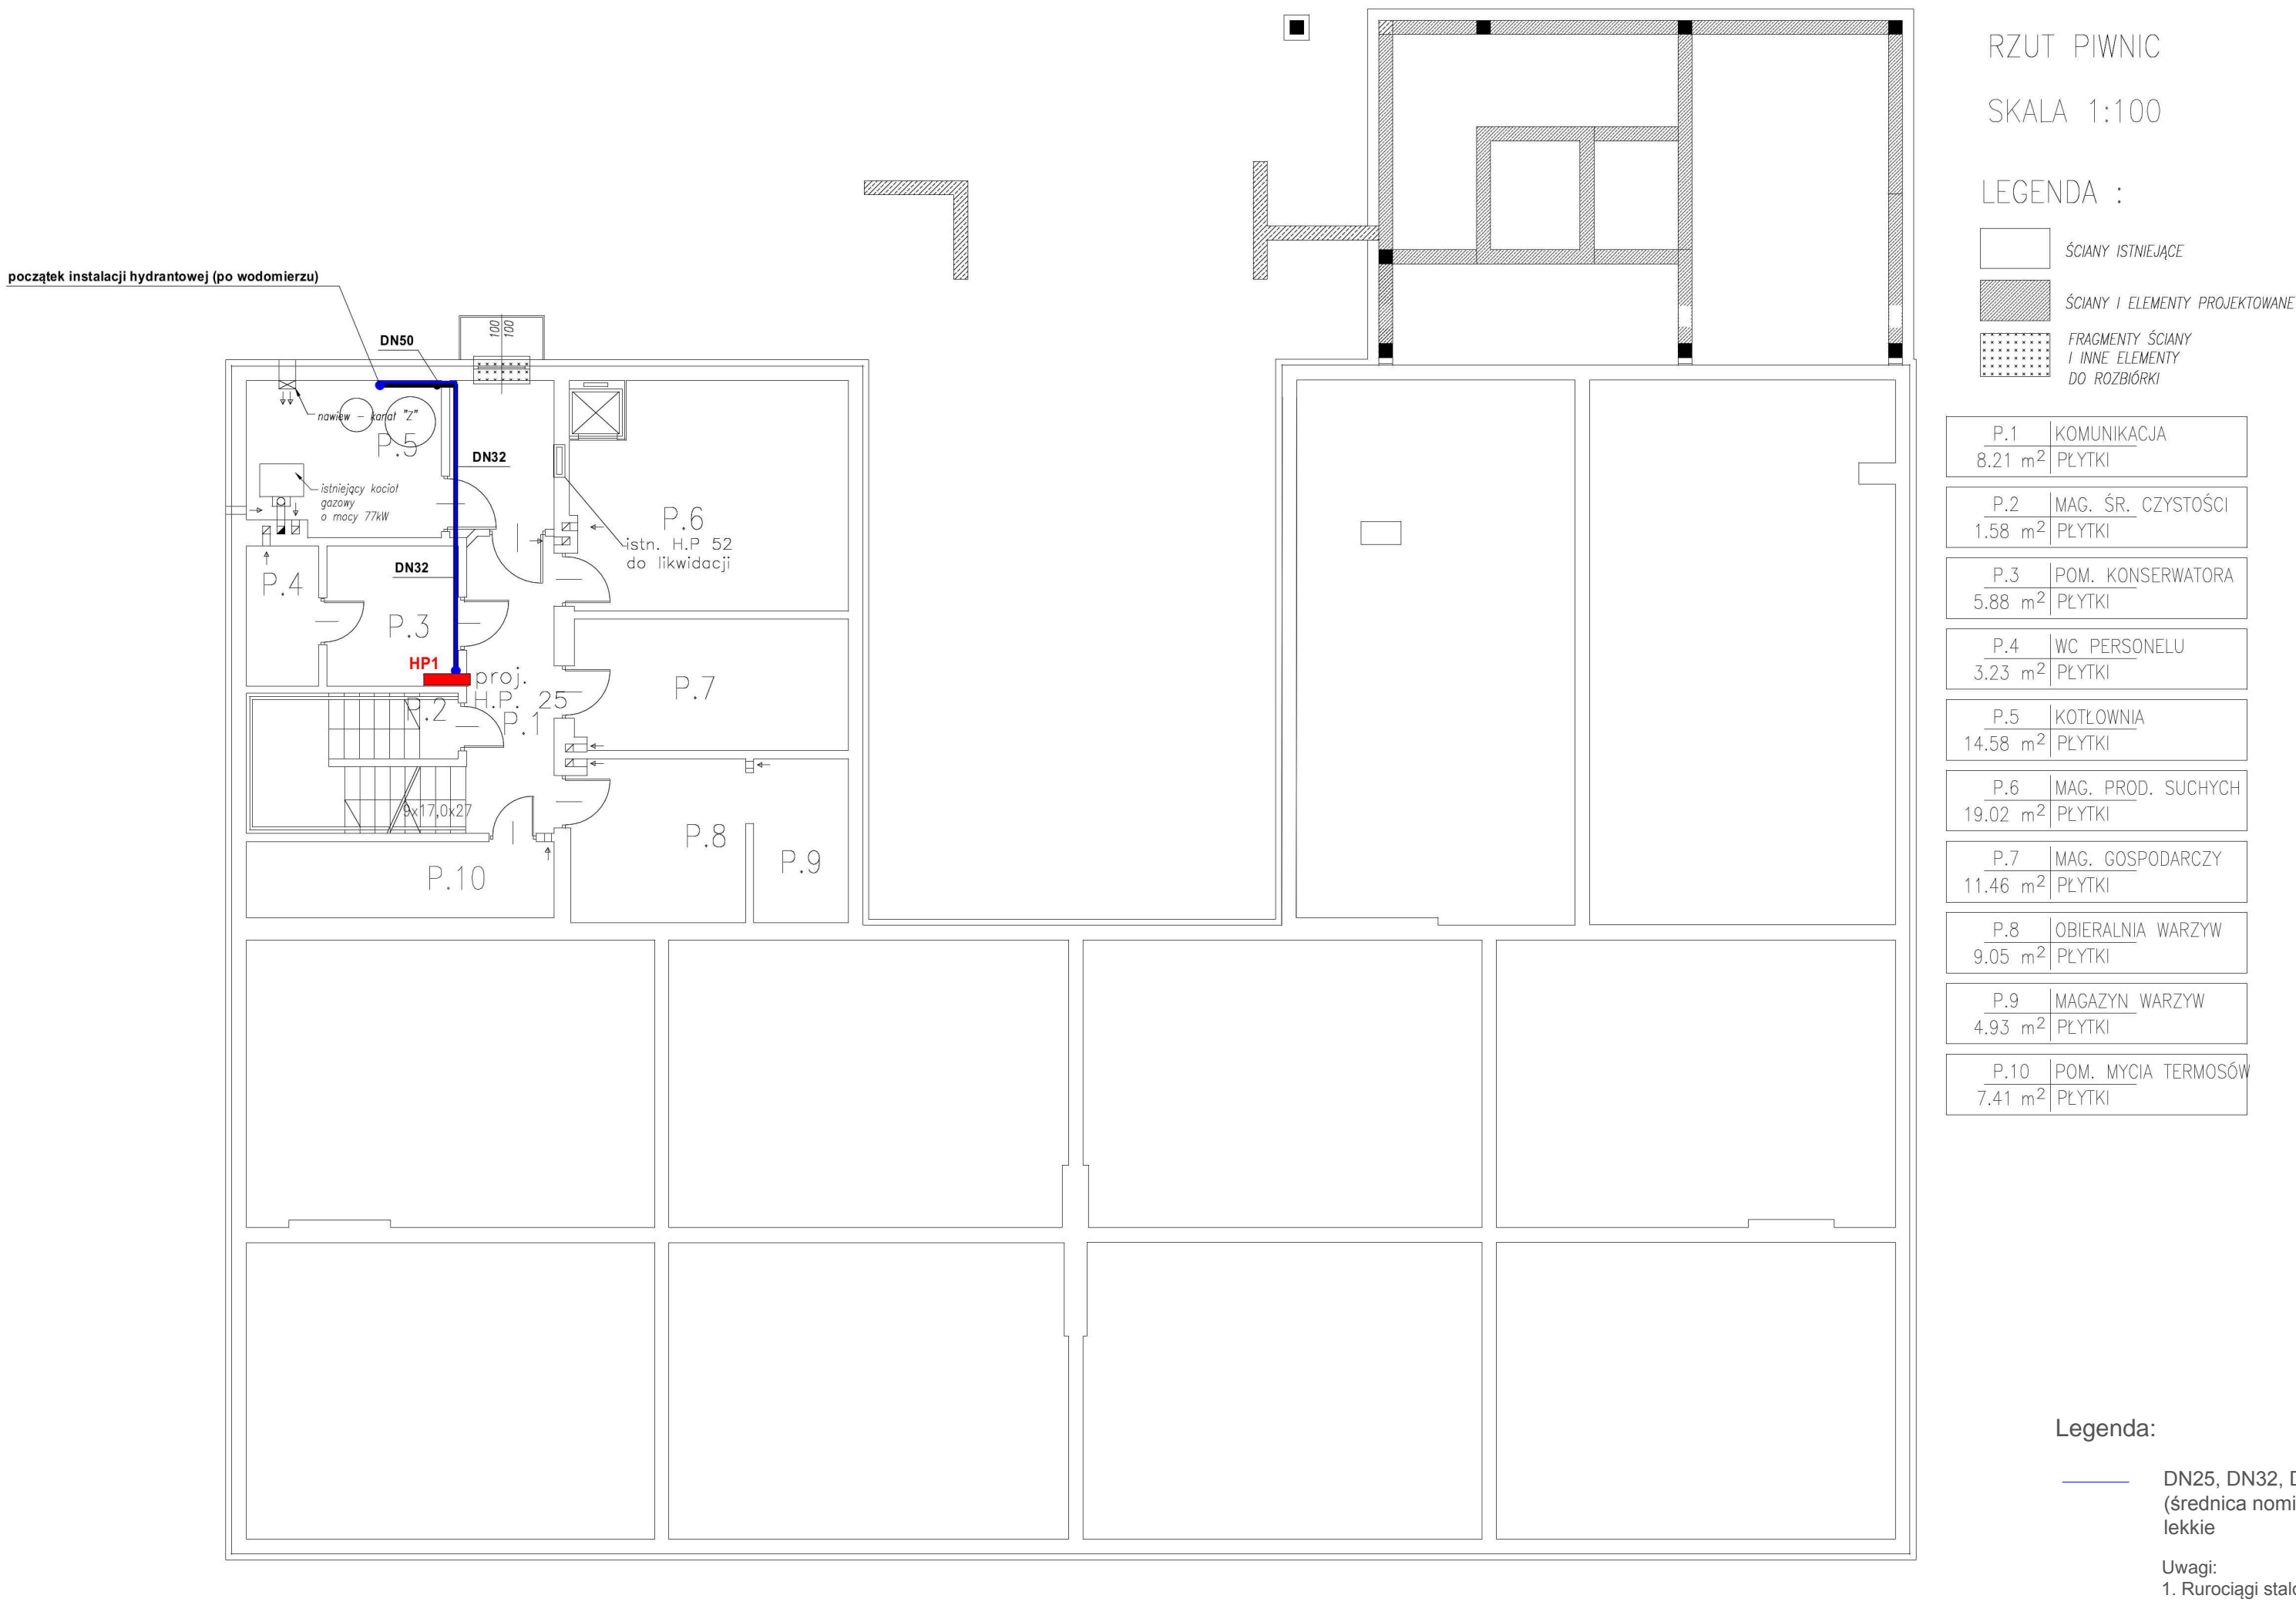 RZUT PIWNIC
SKALA 1:100
LEGENDA :
ŚCIANY ISTNIEJĄCE
ŚCIANY I ELEMENTY PROJEKTOWANE
FRAGMENTY ŚCIANY
I INNE ELEMENTY
DO ROZBIÓRKI
P.1 KOMUNIKACJA
8.21 m² PŁYTKI
P.2 MAG. ŚR. CZYSTOŚCI
1.58 m² PŁYTKI
P.3 POM. KONSERWATORA
5.88 m² PŁYTKI
P.4 WC PERSONELU
3.23 m² PŁYTKI
P.5 KOTŁOWNIA
14.58 m² PŁYTKI
P.6 MAG. PROD. SUCHYCH
19.02 m² PŁYTKI
P.7 MAG. GOSPODARCZY
11.46 m² PŁYTKI
P.8 OBIERALNIA WARZYW
9.05 m² PŁYTKI
P.9 MAGAZYN WARZYW
4.93 m² PŁYTKI
P.10 POM. MYCIA TERMOSÓW
7.41 m² PŁYTKI
początek instalacji hydrantowej (po wodomierzu)
DN50
100
100
nawiew - kanał "Z"
P.5
DN32
istniejący kocioł
gazowy
o mocy 77kW
P.6
istn. H.P 52
do likwidacji
DN32
P.4
P.3
HP1
proj.
H.P. 25
P.7
P.2
P.1
9x17,0x27
P.8
P.9
P.10
Legenda:
DN25, DN32, D
(średnica nomi
lekkie
Uwagi:
1. Rurociągi stal